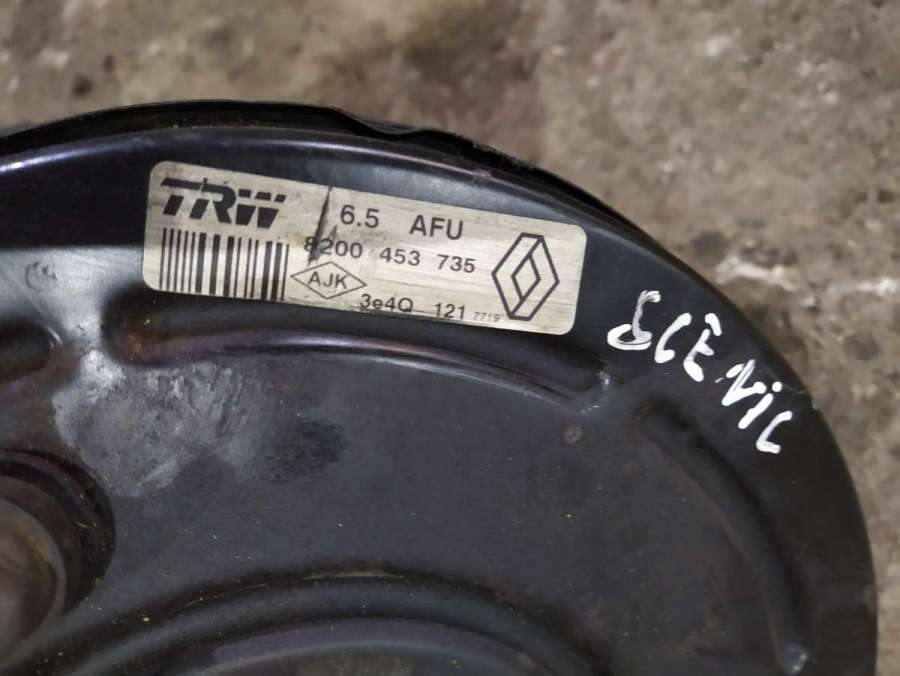 TRW
6.5 AFU
8200 453 735
AJK
3e4Q 121 7719
SCENIC